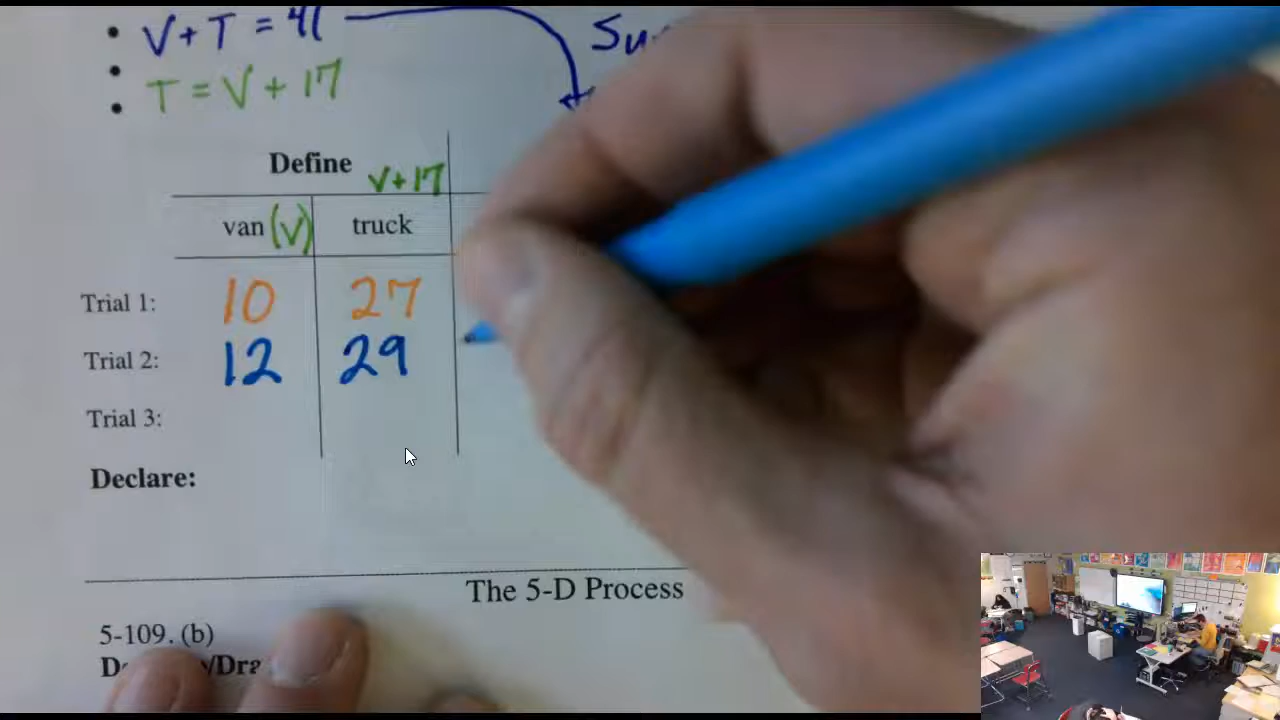 • V + T = 41
• T = V + 17
•
Define
V + 17
van (V) truck
Trial 1: 10 27
Trial 2: 12 29
Trial 3:
Declare:
The 5-D Process
5-109. (b)